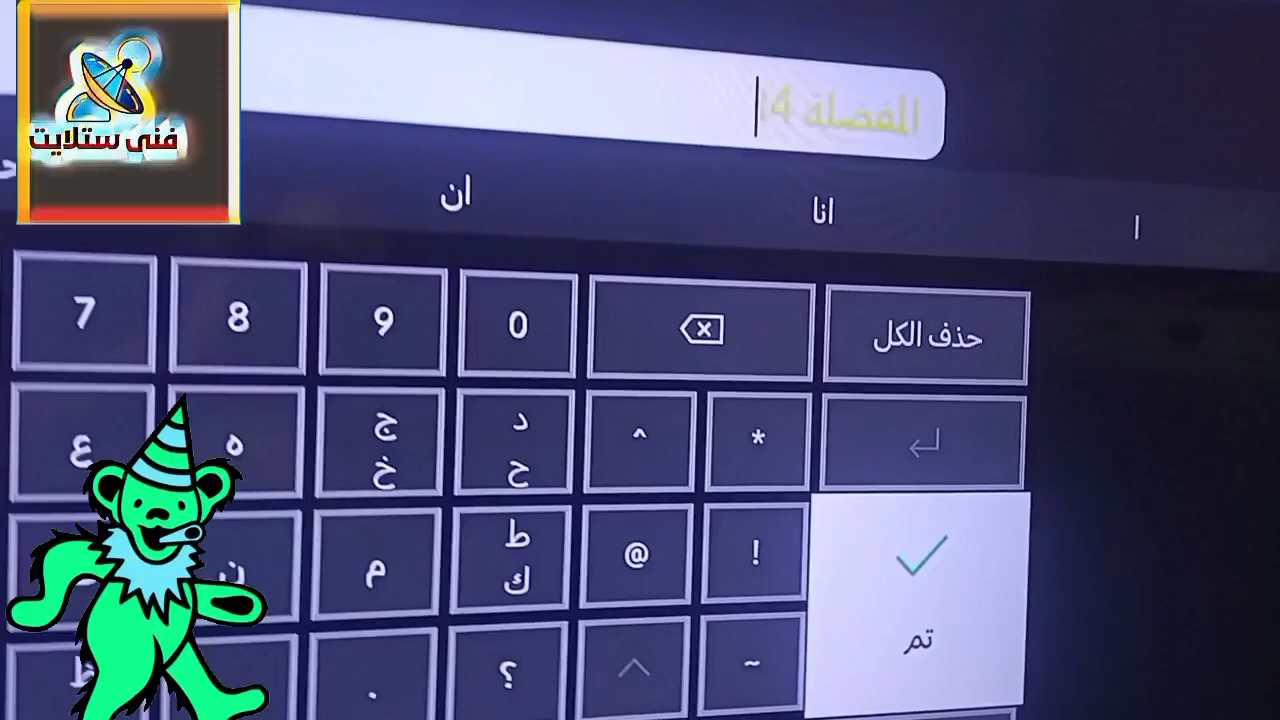 فني ستلايت
المفضلة 4
ا انا ان
7 8 9 0
حذف الكل
ع ه ج خ د ح ^ *
ن م ط ك @ !
تم
. ؟ ~